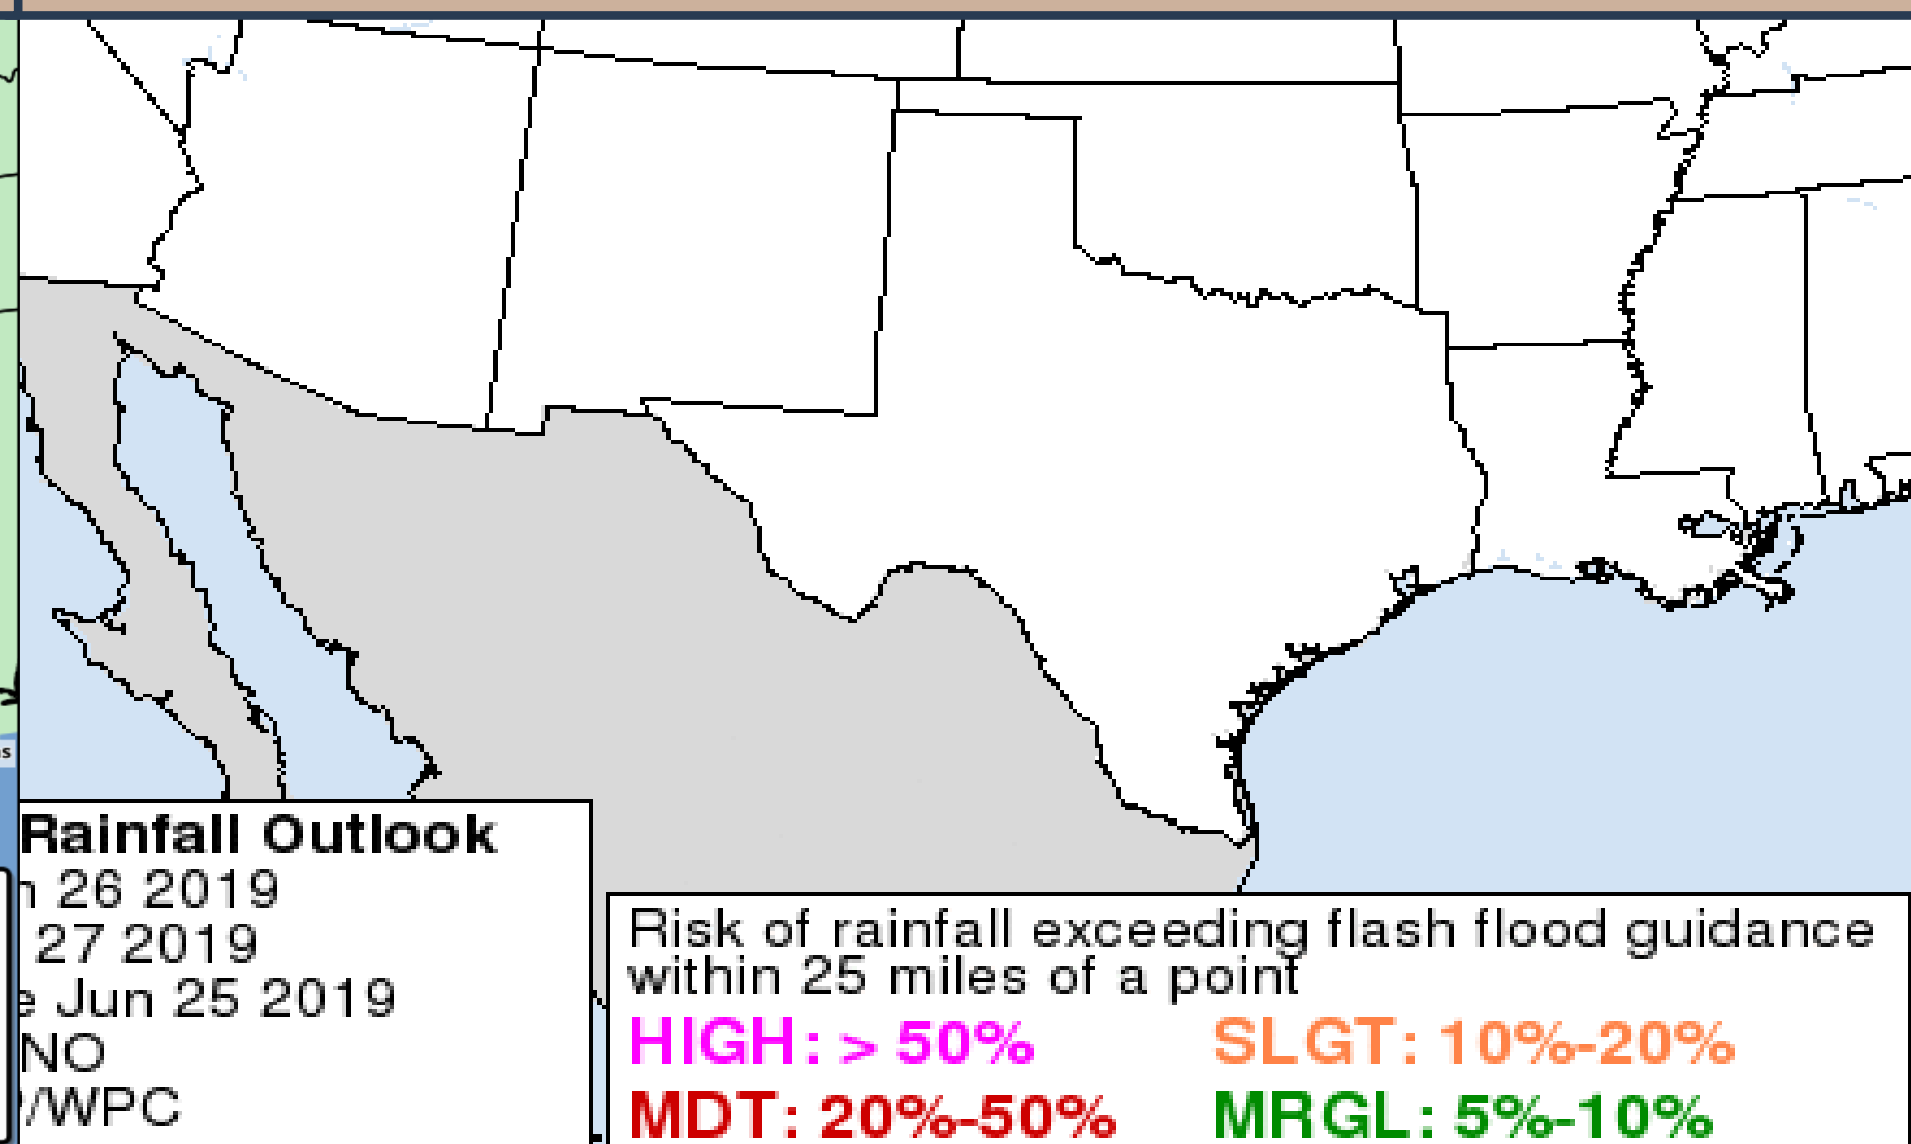 Rainfall Outlook
26 2019
27 2019
Jun 25 2019
NO
/WPC
Risk of rainfall exceeding flash flood guidance
within 25 miles of a point
HIGH: > 50% SLGT: 10%-20%
MDT: 20%-50% MRGL: 5%-10%